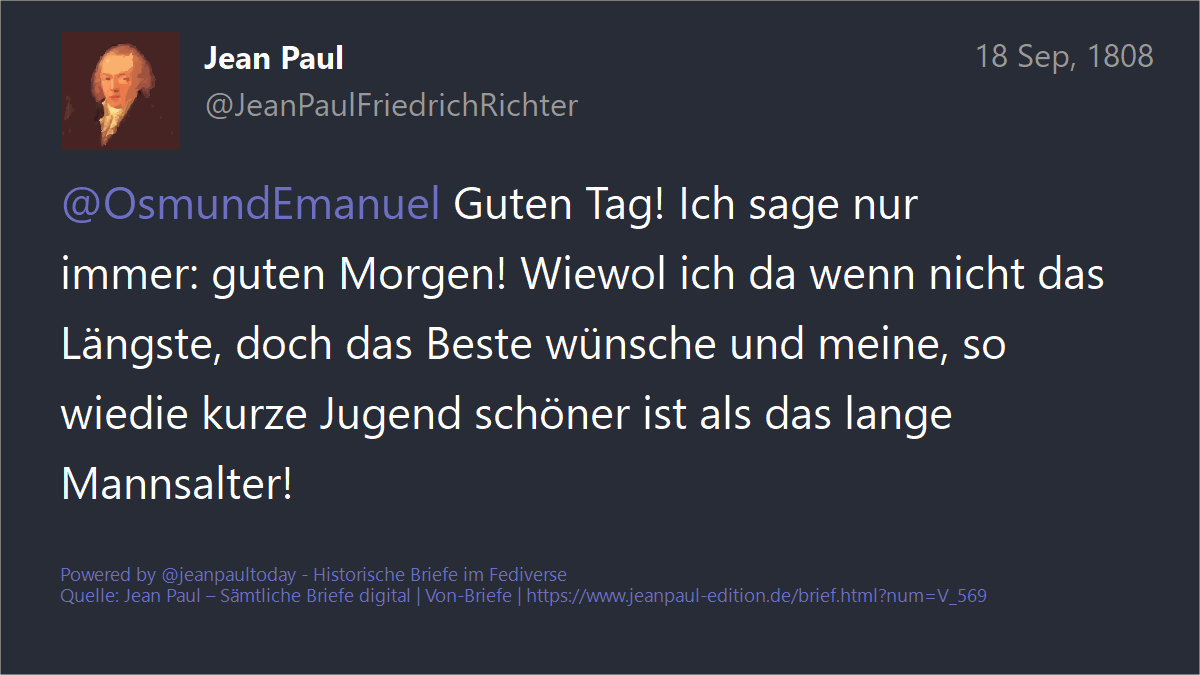 Jean Paul
18 Sep, 1808
@JeanPaulFriedrichRichter
@OsmundEmanuel Guten Tag! Ich sage nur
immer: guten Morgen! Wiewol ich da wenn nicht das
Längste, doch das Beste wünsche und meine, so
wiedie kurze Jugend schöner ist als das lange
Mannsalter!
Powered by @jeanpaultoday - Historische Briefe im Fediverse
Quelle: Jean Paul – Sämtliche Briefe digital | Von-Briefe | https://www.jeanpaul-edition.de/brief.html?num=V_569